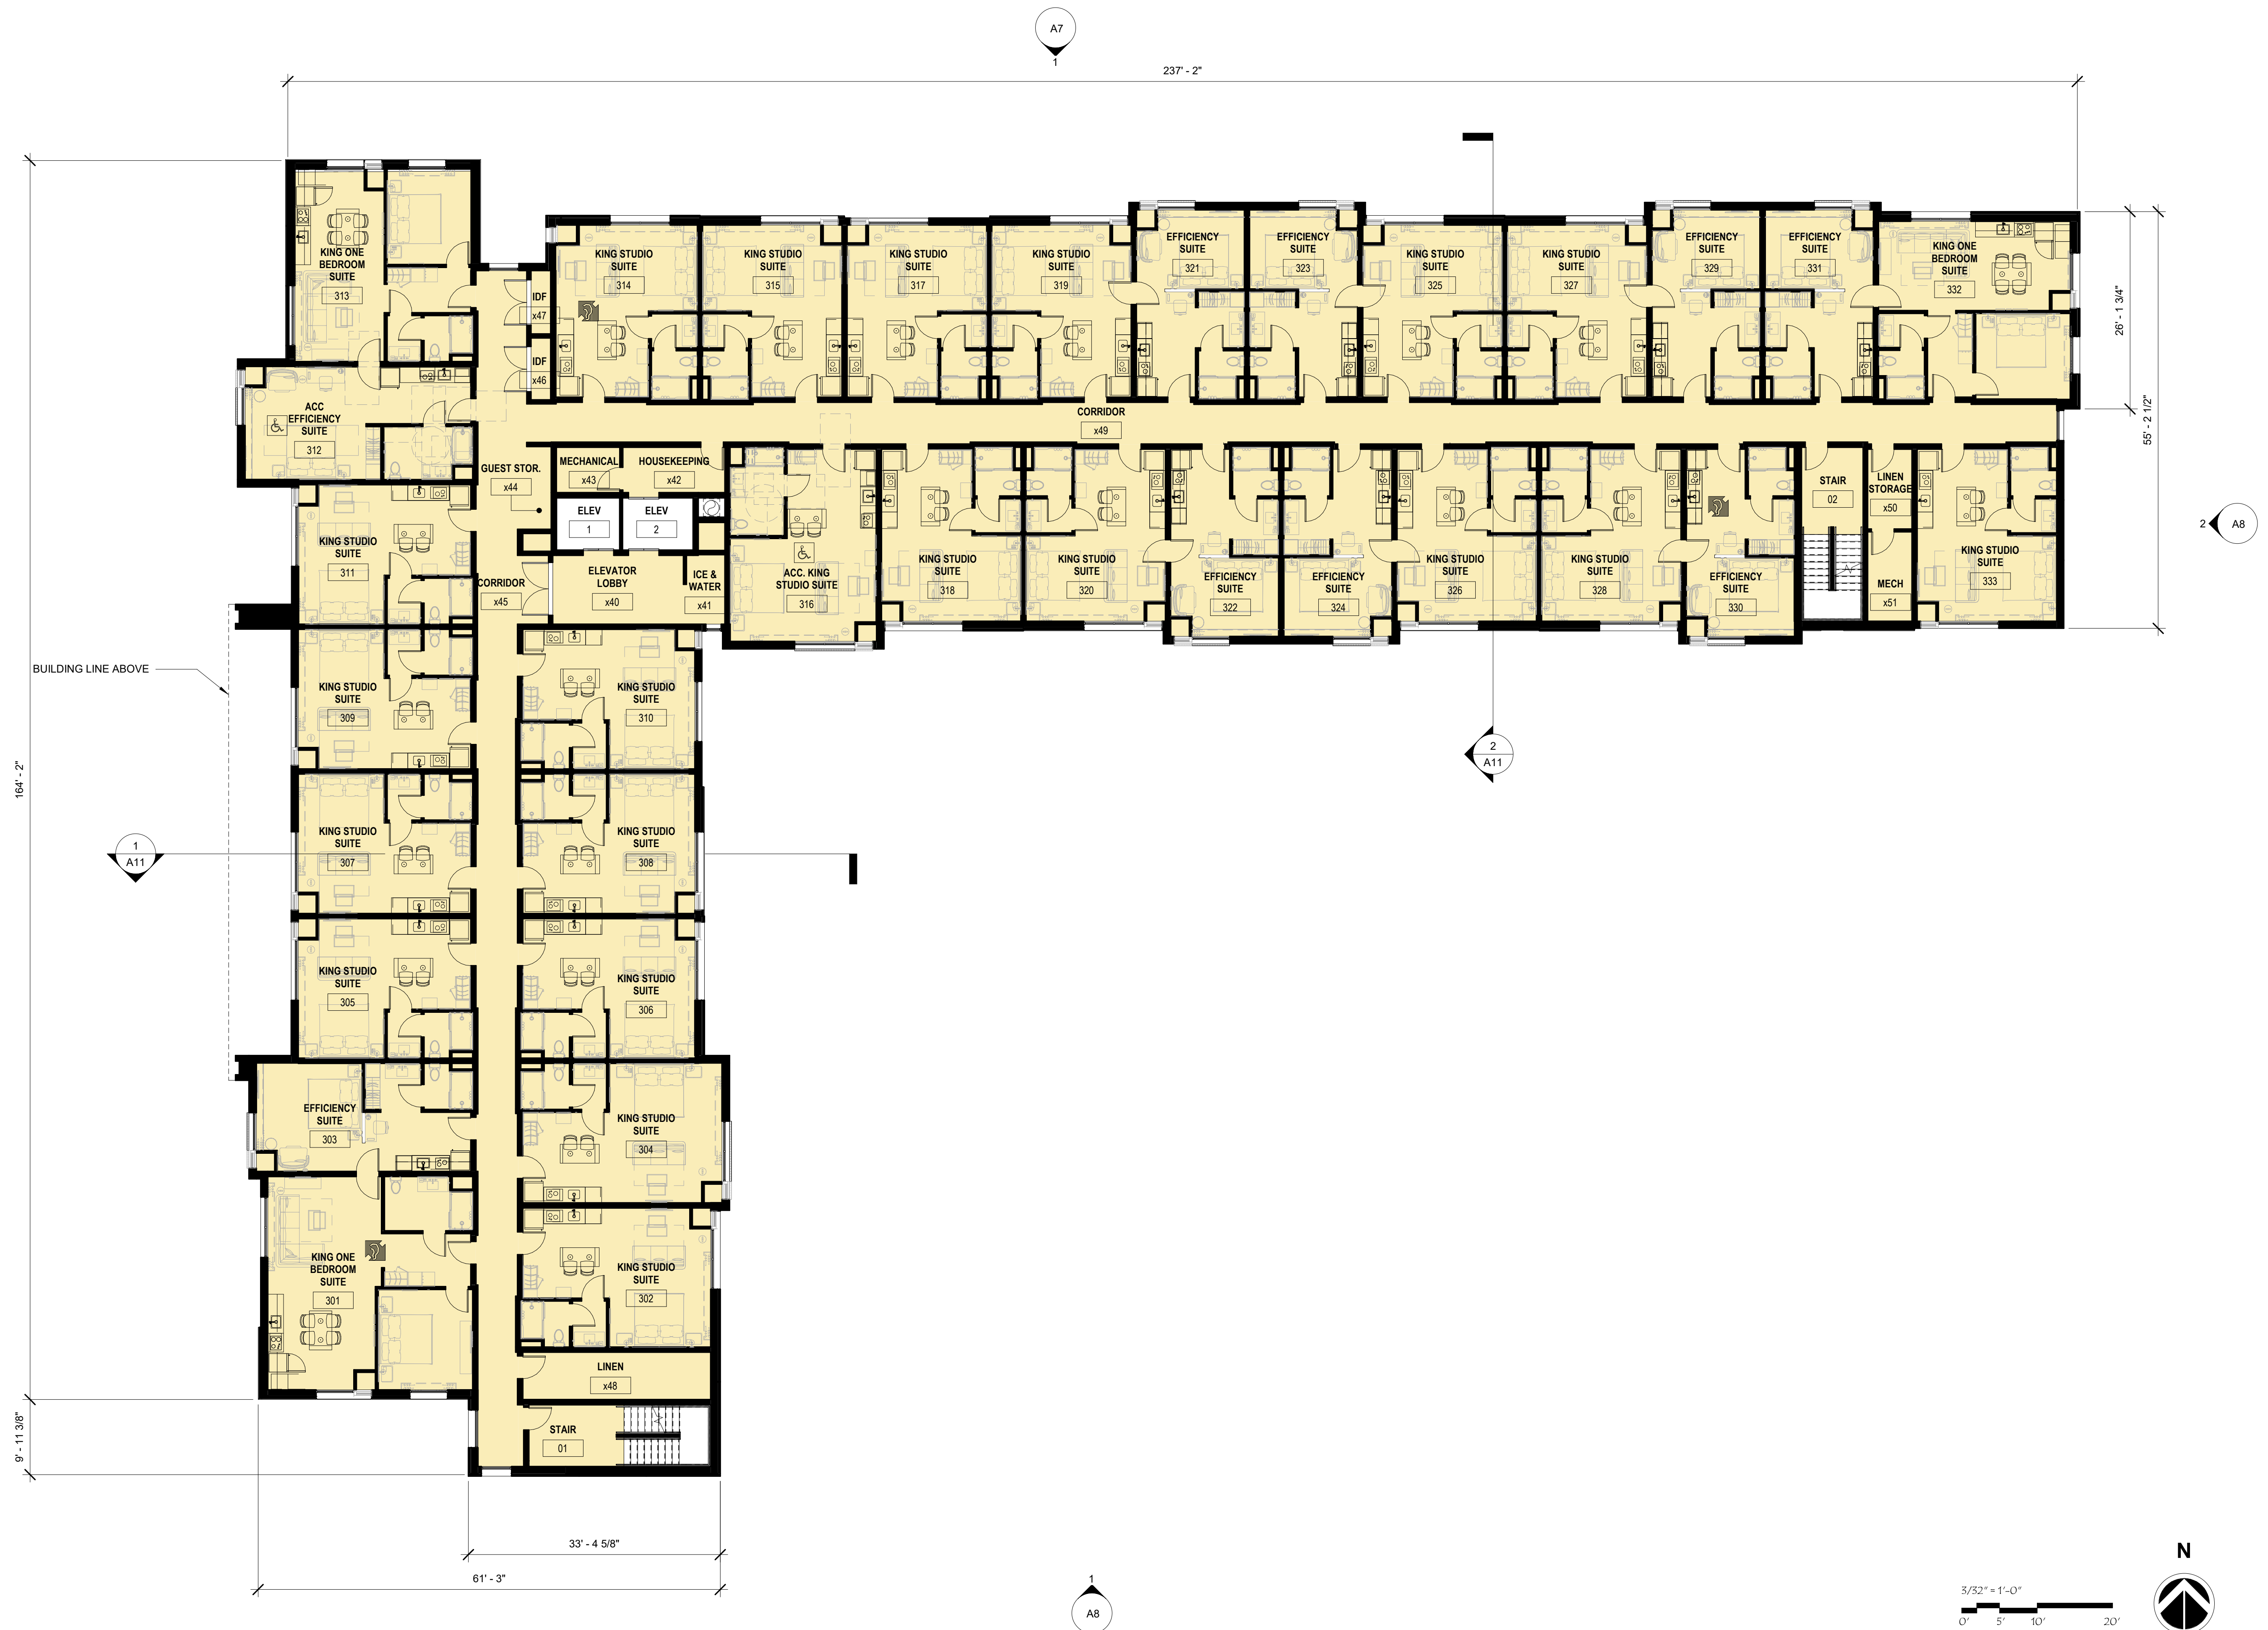 A7
1
237' - 2"
KING ONE
BEDROOM
SUITE
313
IDF
x47
IDF
x46
KING STUDIO
SUITE
314
KING STUDIO
SUITE
315
KING STUDIO
SUITE
317
KING STUDIO
SUITE
319
EFFICIENCY
SUITE
321
EFFICIENCY
SUITE
323
KING STUDIO
SUITE
325
KING STUDIO
SUITE
327
EFFICIENCY
SUITE
329
EFFICIENCY
SUITE
331
KING ONE
BEDROOM
SUITE
332
26' - 1 3/4"
55' - 2 1/2"
ACC
EFFICIENCY
SUITE
312
CORRIDOR
x49
GUEST STOR.
x44
MECHANICAL
x43
HOUSEKEEPING
x42
ELEV
1
ELEV
2
STAIR
02
LINEN
STORAGE
x50
2
A8
KING STUDIO
SUITE
311
CORRIDOR
x45
ELEVATOR
LOBBY
x40
ICE &
WATER
x41
ACC. KING
STUDIO SUITE
316
KING STUDIO
SUITE
318
KING STUDIO
SUITE
320
EFFICIENCY
SUITE
322
EFFICIENCY
SUITE
324
KING STUDIO
SUITE
326
KING STUDIO
SUITE
328
EFFICIENCY
SUITE
330
MECH
x51
KING STUDIO
SUITE
333
BUILDING LINE ABOVE
164' - 2"
KING STUDIO
SUITE
309
KING STUDIO
SUITE
310
2
A11
1
A11
KING STUDIO
SUITE
307
KING STUDIO
SUITE
308
KING STUDIO
SUITE
305
KING STUDIO
SUITE
306
EFFICIENCY
SUITE
303
KING STUDIO
SUITE
304
KING ONE
BEDROOM
SUITE
301
KING STUDIO
SUITE
302
LINEN
x48
STAIR
01
9' - 11 3/8"
33' - 4 5/8"
61' - 3"
1
A8
N
3/32" = 1'-0"
0' 5' 10' 20'